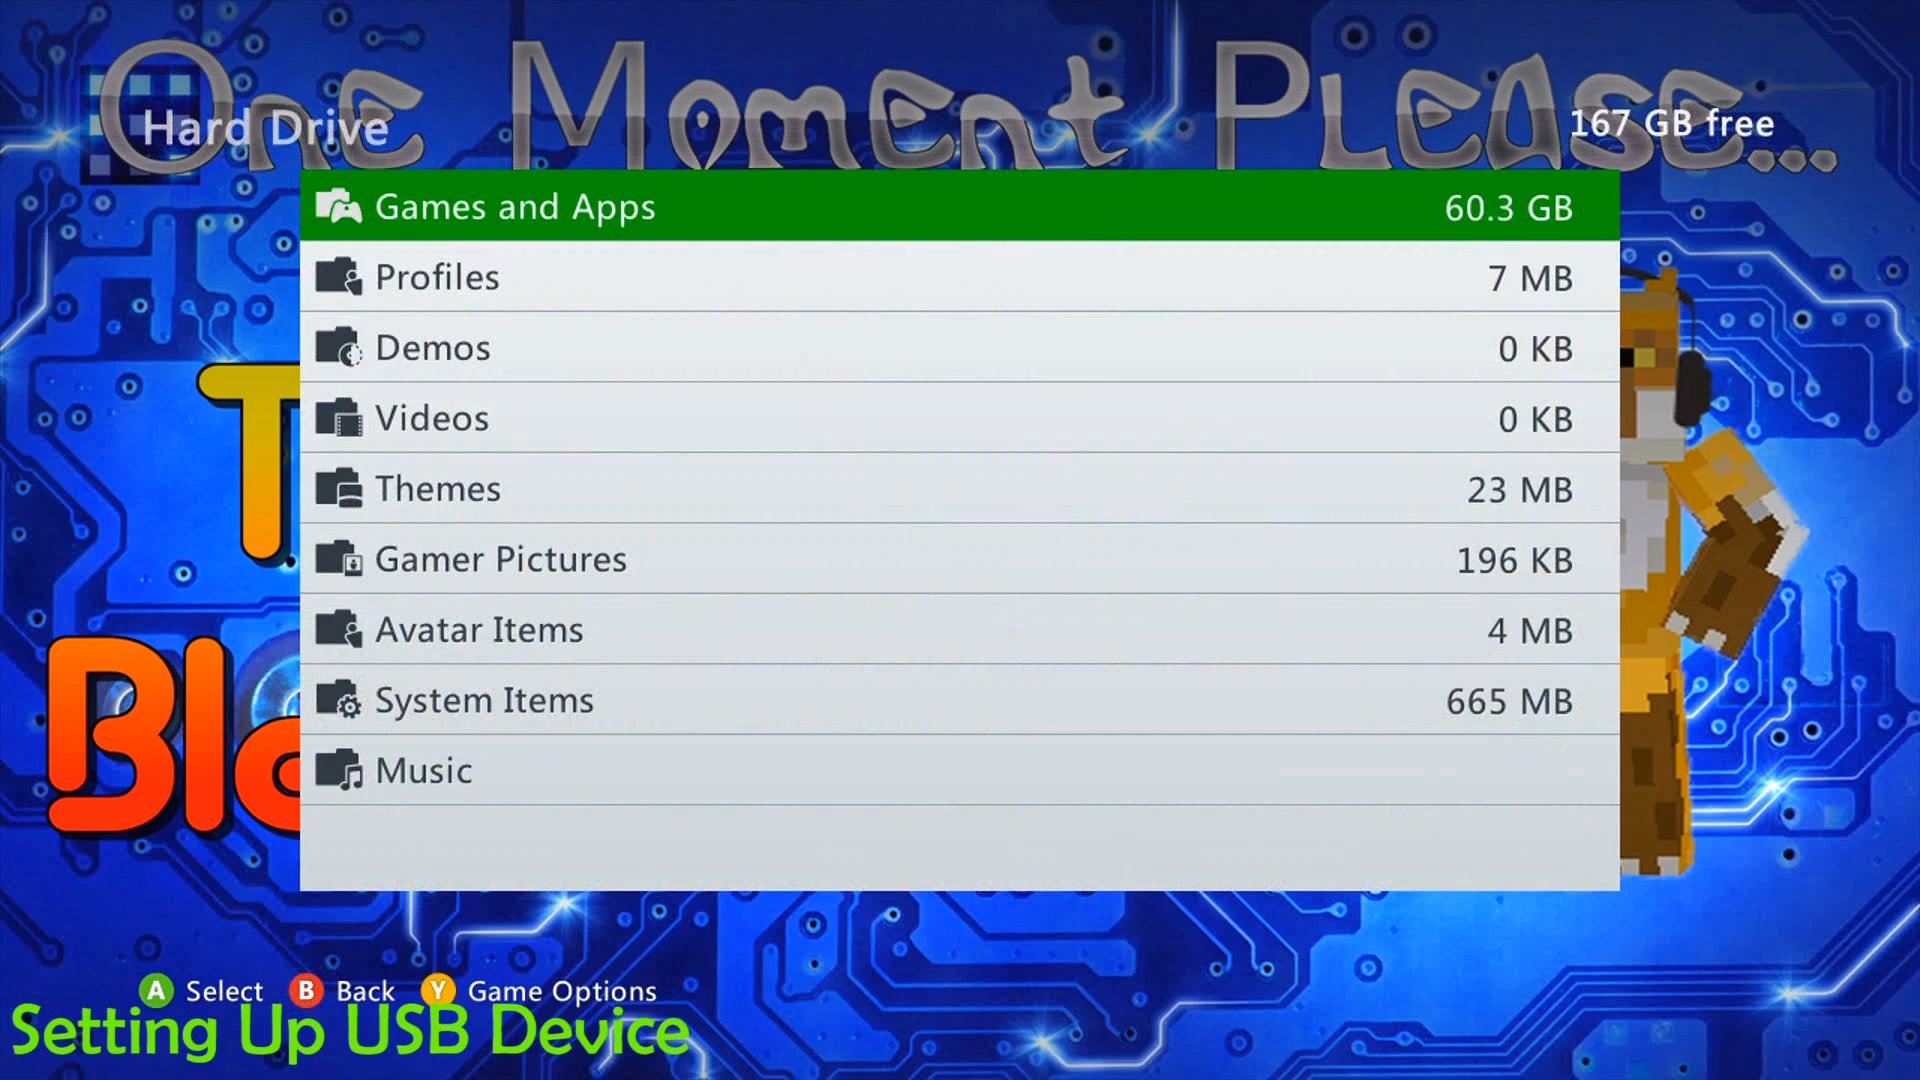 One Moment Please...
Hard Drive
167 GB free
Games and Apps 60.3 GB
Profiles 7 MB
Demos 0 KB
Videos 0 KB
Themes 23 MB
Gamer Pictures 196 KB
Avatar Items 4 MB
System Items 665 MB
Music
A Select B Back Y Game Options
Setting Up USB Device